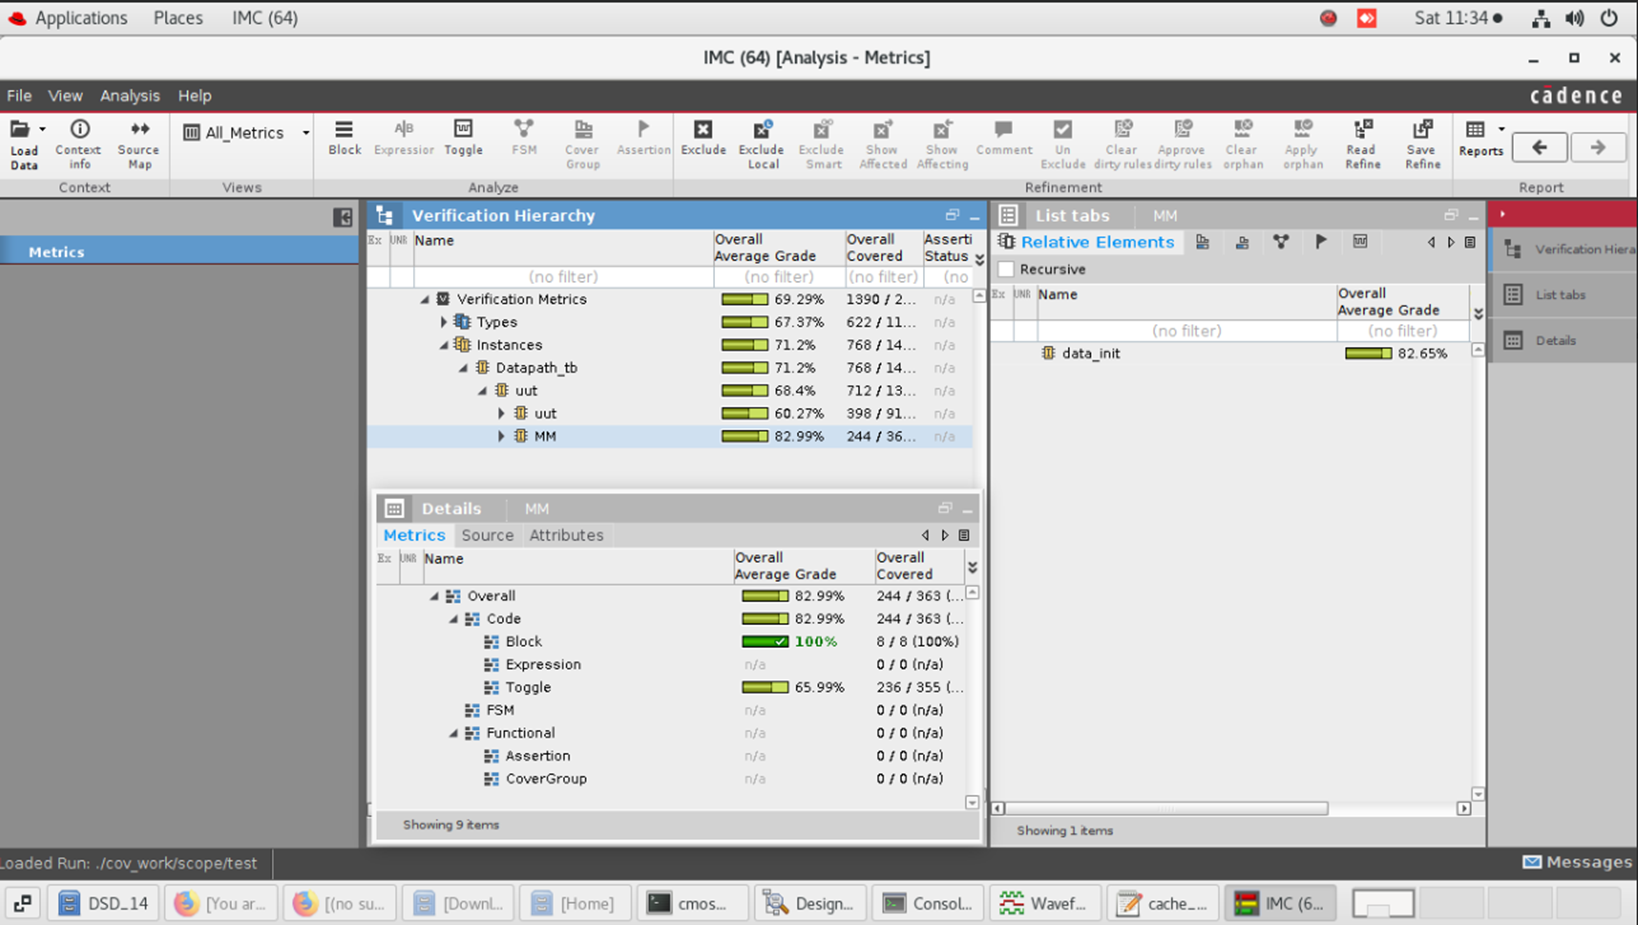 Applications Places IMC (64) Sat 11:34
IMC (64) [Analysis - Metrics]
File View Analysis Help cādence
Load Data Context info Source Map All_Metrics Block Expression Toggle FSM Cover Group Assertion Exclude Exclude Local Exclude Smart Show Affected Show Affecting Comment Un Exclude Clear dirty rules Approve dirty rules Clear orphan Apply orphan Read Refine Save Refine Reports
Context Views Analyze Refinement Report
Metrics
Verification Hierarchy
Ex UNR Name Overall Average Grade Overall Covered Asserti Status
(no filter) (no filter) (no filter) (no
Verification Metrics 69.29% 1390 / 2... n/a
Types 67.37% 622 / 11... n/a
Instances 71.2% 768 / 14... n/a
Datapath_tb 71.2% 768 / 14... n/a
uut 68.4% 712 / 13... n/a
uut 60.27% 398 / 91... n/a
MM 82.99% 244 / 36... n/a
Details MM
Metrics Source Attributes
Ex UNR Name Overall Average Grade Overall Covered
Overall 82.99% 244 / 363 (...
Code 82.99% 244 / 363 (...
Block 100% 8 / 8 (100%)
Expression n/a 0 / 0 (n/a)
Toggle 65.99% 236 / 355 (...
FSM n/a 0 / 0 (n/a)
Functional n/a 0 / 0 (n/a)
Assertion n/a 0 / 0 (n/a)
CoverGroup n/a 0 / 0 (n/a)
Showing 9 items
List tabs MM
Relative Elements
Recursive
Ex UNR Name Overall Average Grade
(no filter) (no filter)
data_init 82.65%
Showing 1 items
Verification Hiera
List tabs
Details
Loaded Run: ./cov_work/scope/test Messages
DSD_14 [You ar... [(no su... [Downl... [Home] cmos... Design... Consol... Wavef... cache_... IMC (6...